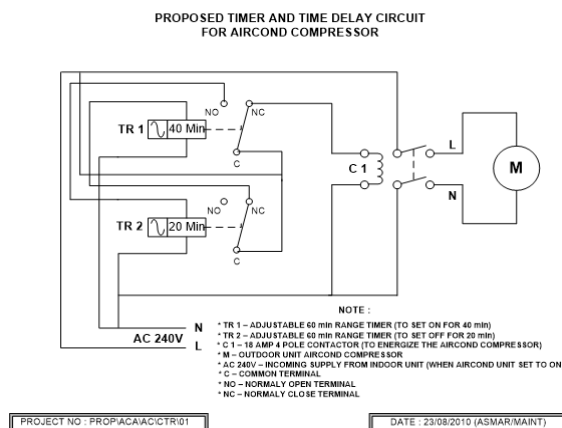 PROPOSED TIMER AND TIME DELAY CIRCUIT
FOR AIRCOND COMPRESSOR
NO
NC
TR 1
40 Min
C
C 1
L
M
N
NO
NC
TR 2
20 Min
C
NOTE :
N
AC 240V
L
* TR 1 – ADJUSTABLE 60 min RANGE TIMER (TO SET ON FOR 40 min)
* TR 2 – ADJUSTABLE 60 min RANGE TIMER (TO SET OFF FOR 20 min)
* C 1 – 18 AMP 4 POLE CONTACTOR (TO ENERGIZE THE AIRCOND COMPRESSOR)
* M – OUTDOOR UNIT AIRCOND COMPRESSOR
* AC 240V – INCOMING SUPPLY FROM INDOOR UNIT (WHEN AIRCOND UNIT SET TO ON
* C – COMMON TERMINAL
* NO – NORMALY OPEN TERMINAL
* NC – NORMALY CLOSE TERMINAL
PROJECT NO : PROP\ACA\AC\CTR\01
DATE : 23/08/2010 (ASMAR/MAINT)